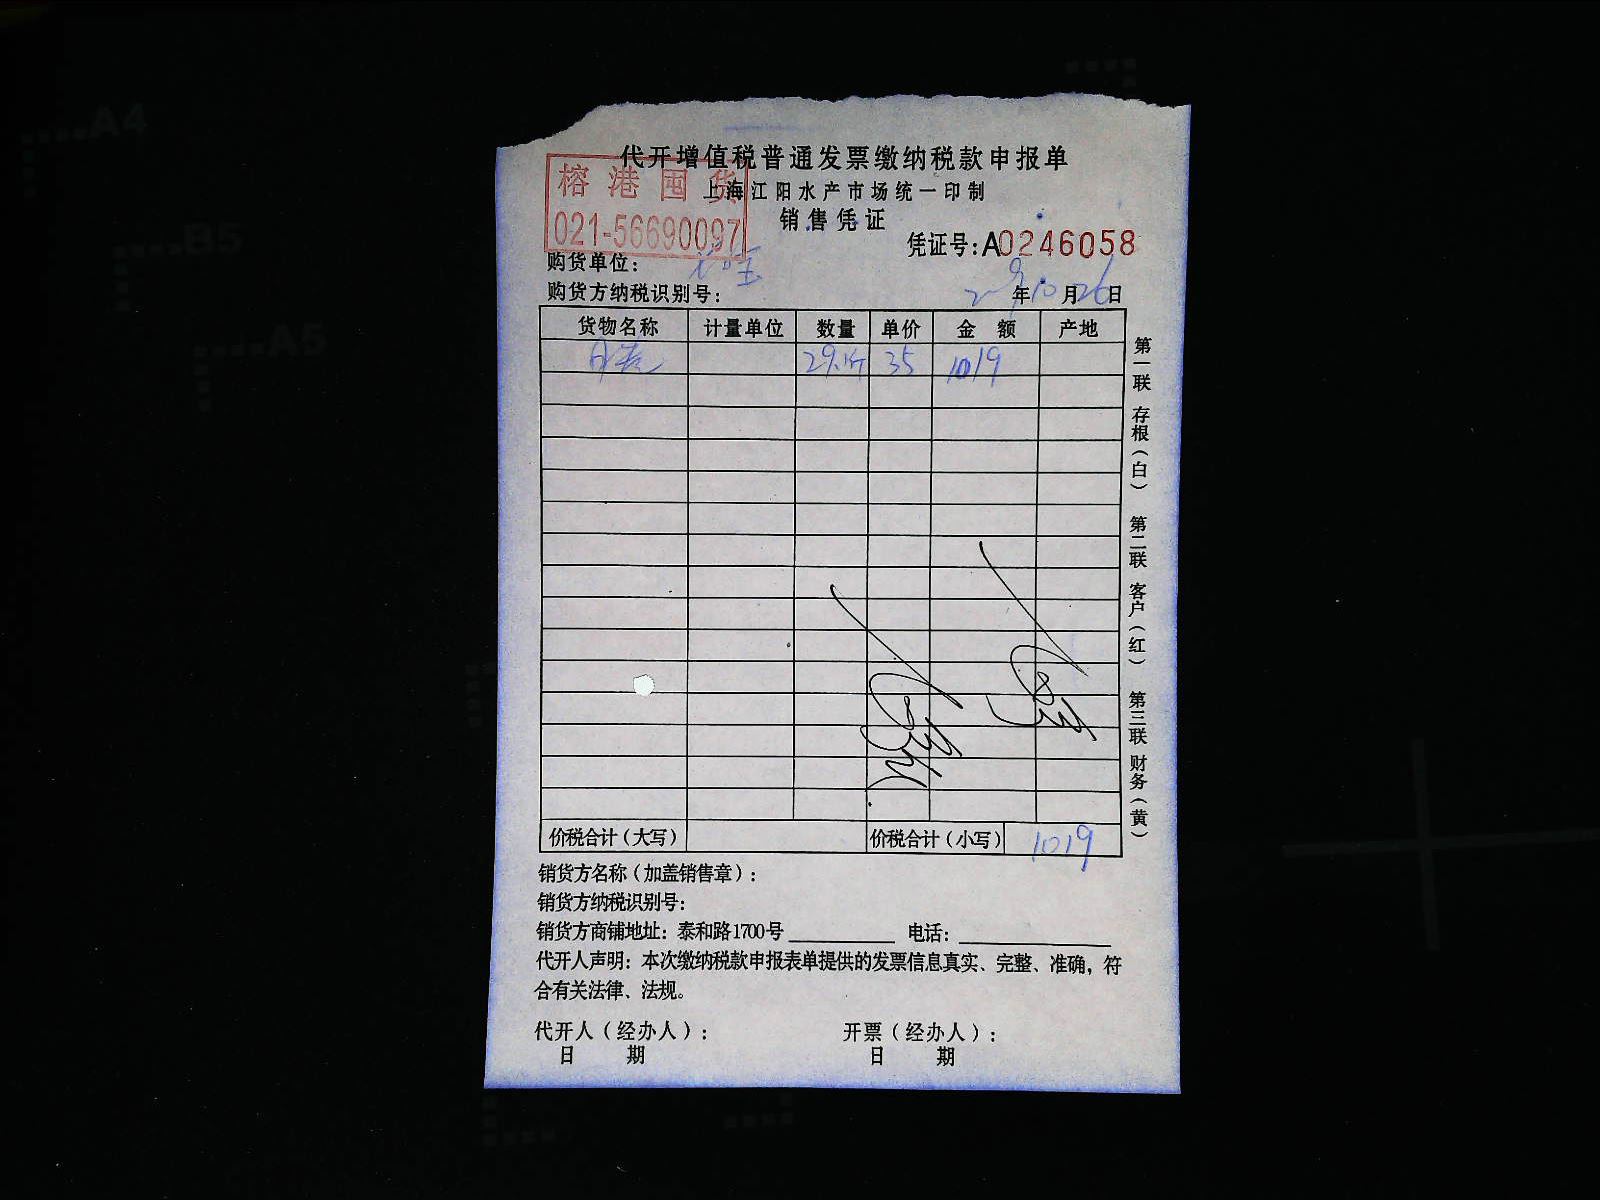 代开增值税普通发票缴纳税款申报单
榕港囤货
上海江阳水产市场统一印制
021-56690097
销售凭证
凭证号:A0246058
购货单位:
购货方纳税识别号: 年10月26日
货物名称 计量单位 数量 单价 金额 产地
35 1019
价税合计(大写) 价税合计(小写) 1019
销货方名称(加盖销售章):
销货方纳税识别号:
销货方商铺地址: 泰和路1700号 电话:
代开人声明: 本次缴纳税款申报表单提供的发票信息真实、完整、准确, 符
合有关法律、法规。
代开人(经办人): 开票(经办人):
日期 日期
第一联 存根(白) 第二联 客户(红) 第三联 财务(黄)
A4
B5
A5